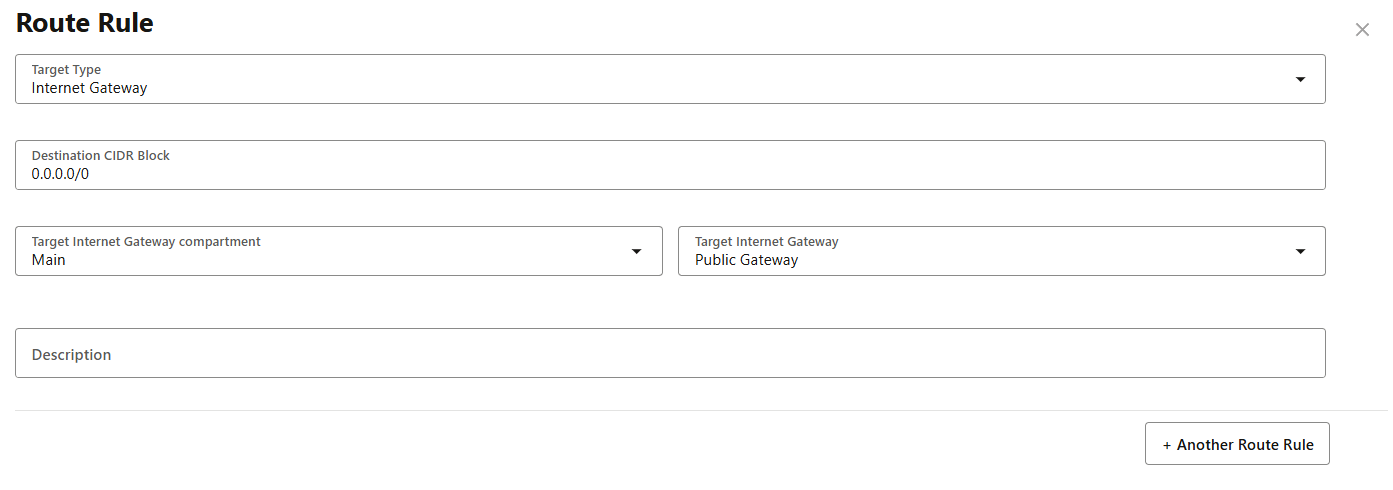 Route Rule
Target Type
Internet Gateway
Destination CIDR Block
0.0.0.0/0
Target Internet Gateway compartment
Main
Target Internet Gateway
Public Gateway
Description
+ Another Route Rule